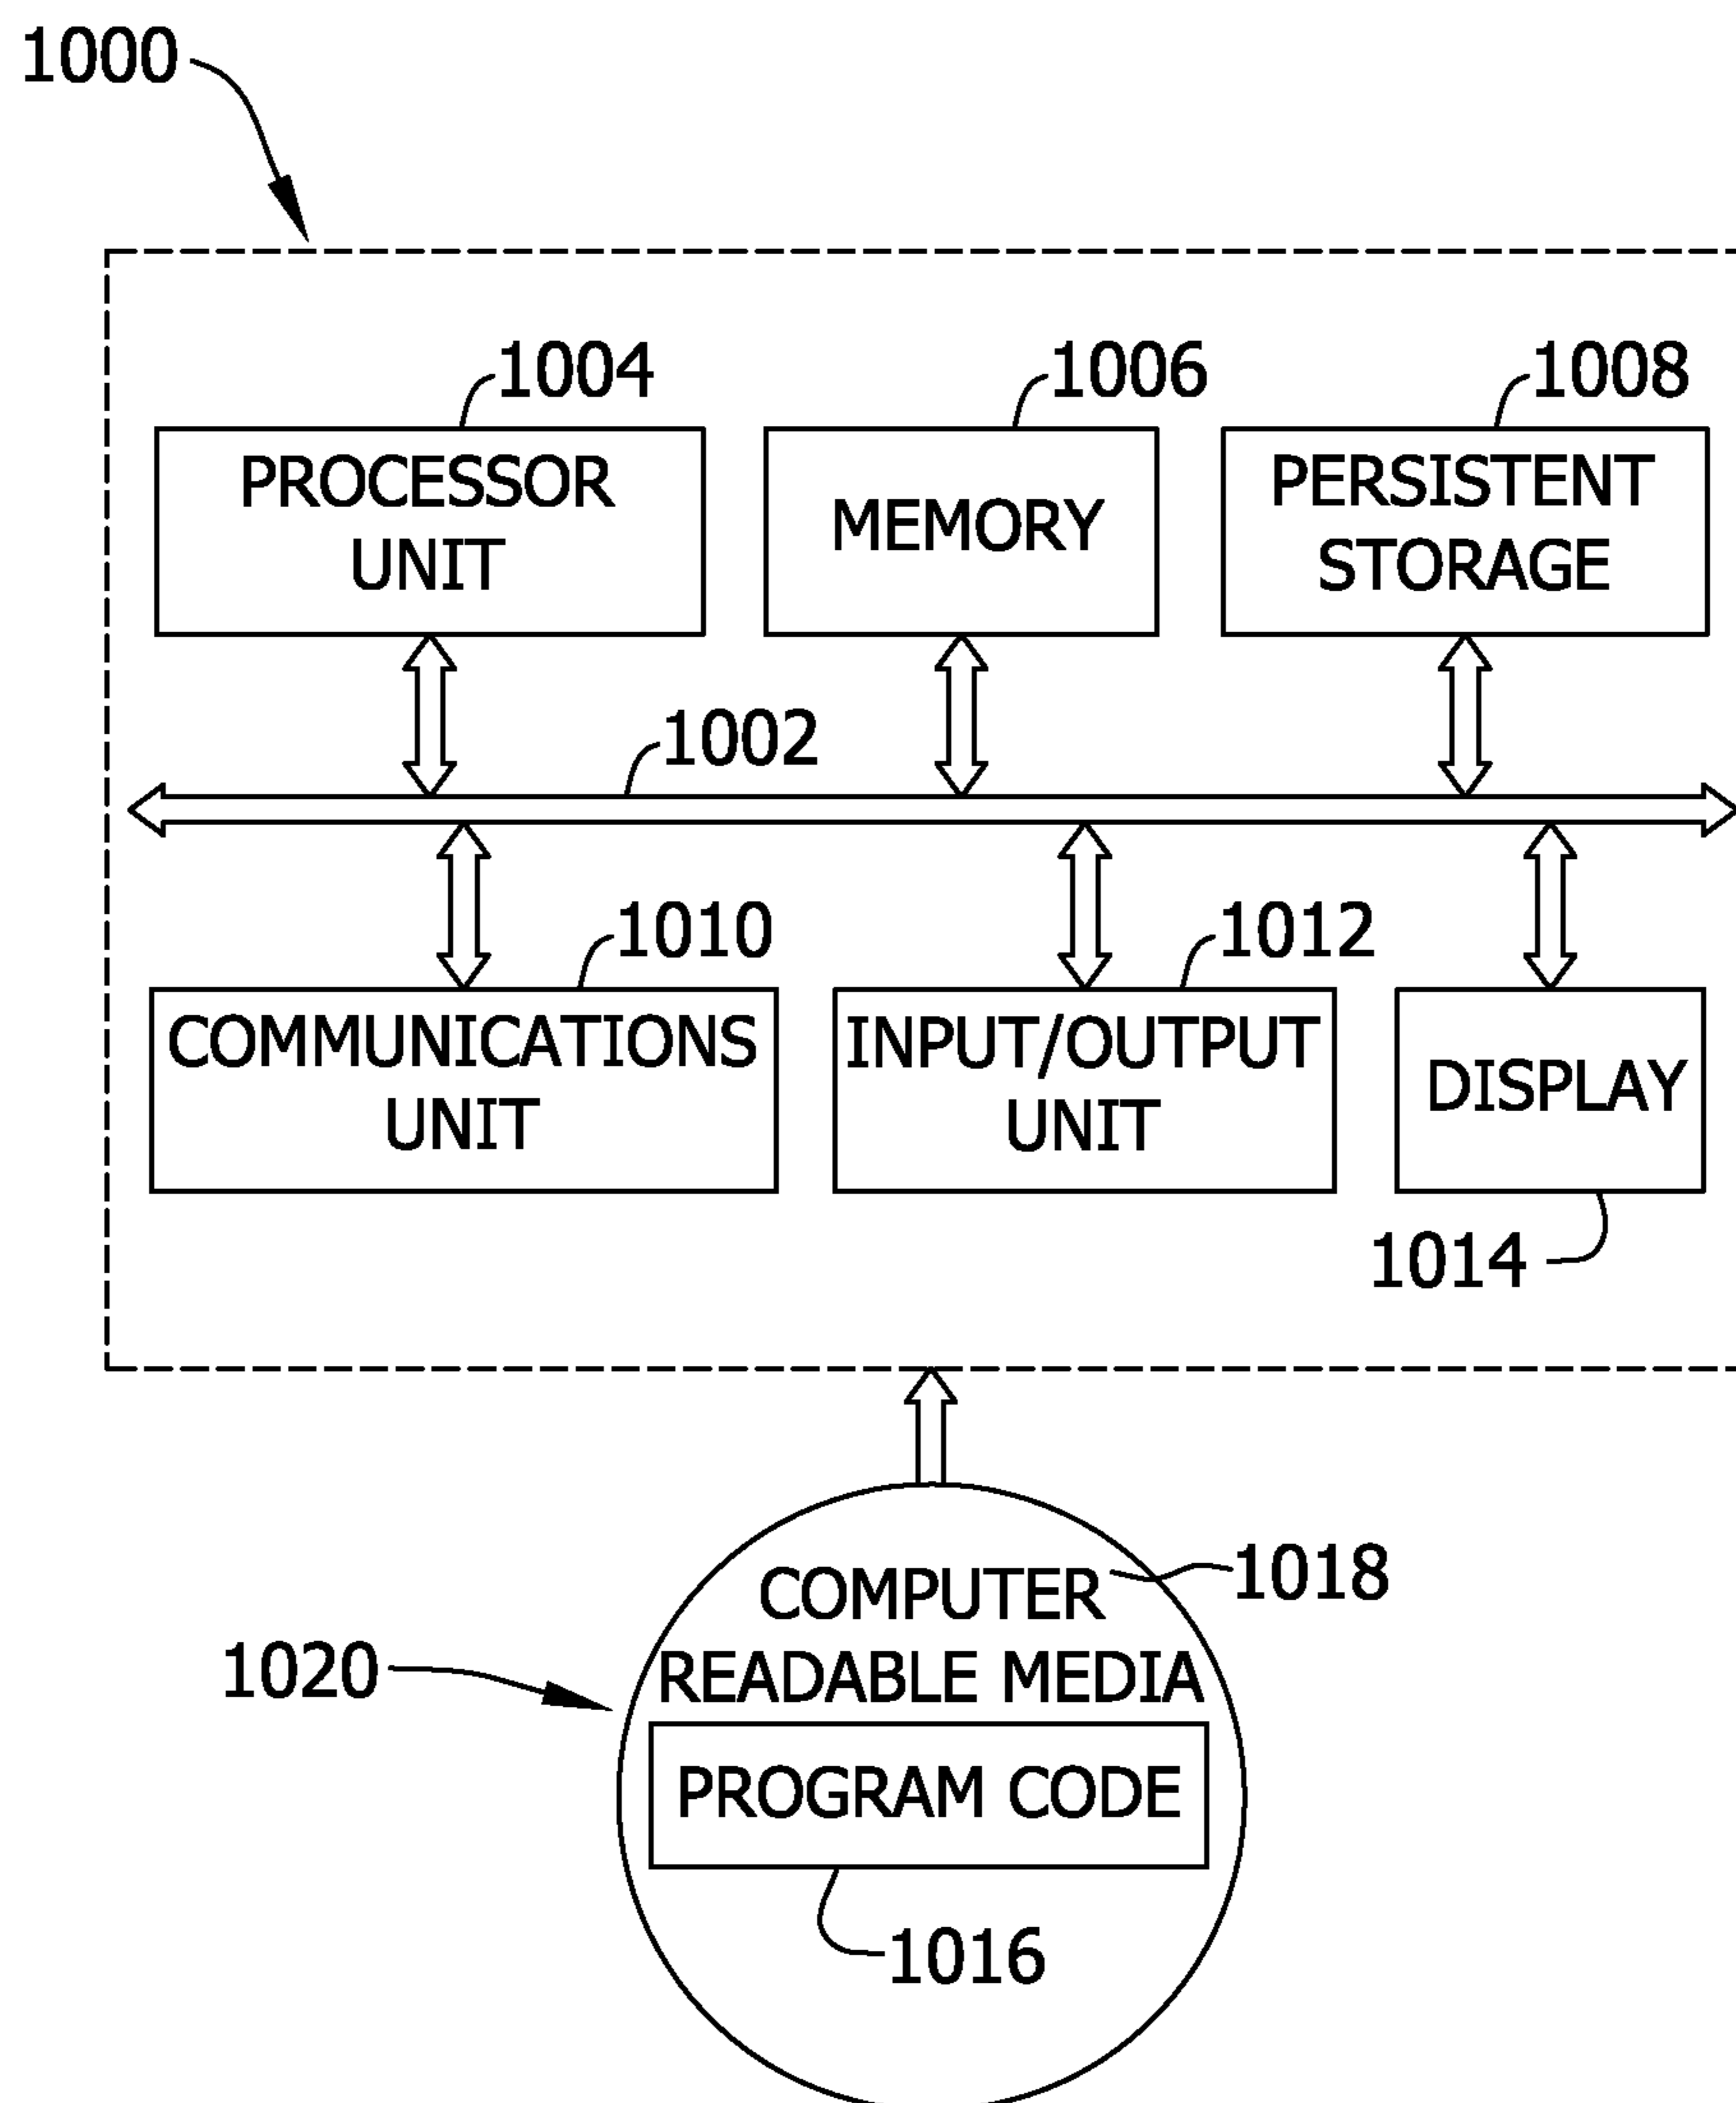 1000
1004
1006
1008
PROCESSOR
UNIT
MEMORY
PERSISTENT
STORAGE
1002
1010
1012
COMMUNICATIONS
UNIT
INPUT/OUTPUT
UNIT
DISPLAY
1014
COMPUTER
READABLE MEDIA
1018
1020
PROGRAM CODE
1016